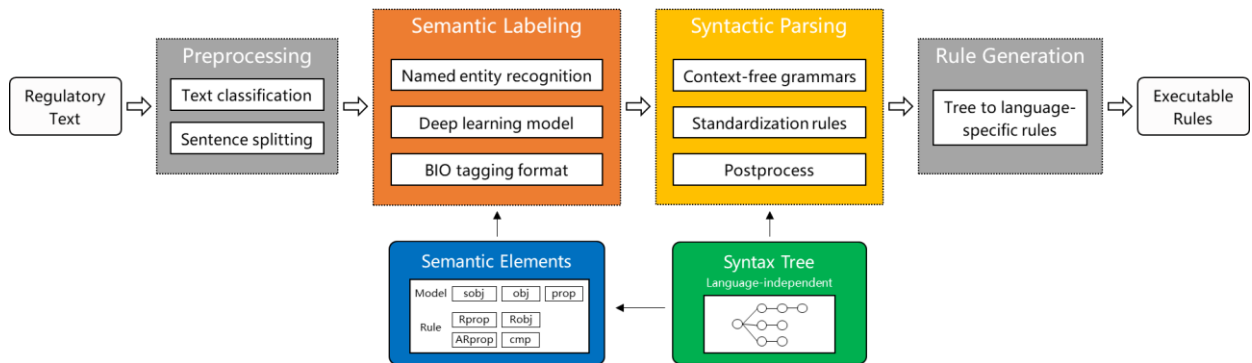 Regulatory
Text
Preprocessing
Text classification
Sentence splitting
Semantic Labeling
Named entity recognition
Deep learning model
BIO tagging format
Syntactic Parsing
Context-free grammars
Standardization rules
Postprocess
Rule Generation
Tree to language-
specific rules
Executable
Rules
Semantic Elements
Model sobj obj prop
Rule Rprop Robj
ARprop cmp
Syntax Tree
Language-independent